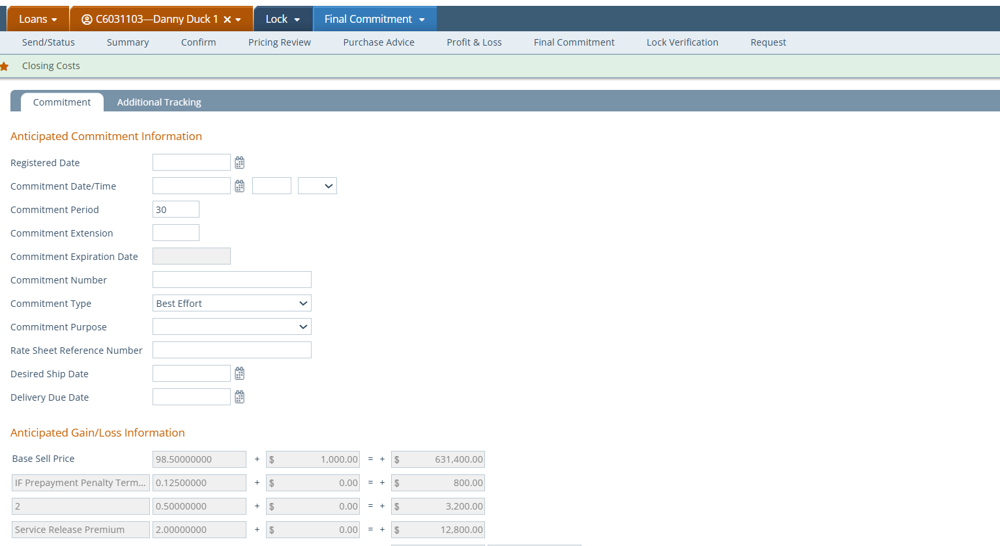 Loans C6031103—Danny Duck 1 Lock Final Commitment
Send/Status Summary Confirm Pricing Review Purchase Advice Profit & Loss Final Commitment Lock Verification Request
Closing Costs
Commitment Additional Tracking
Anticipated Commitment Information
Registered Date
Commitment Date/Time
Commitment Period 30
Commitment Extension
Commitment Expiration Date
Commitment Number
Commitment Type Best Effort
Commitment Purpose
Rate Sheet Reference Number
Desired Ship Date
Delivery Due Date
Anticipated Gain/Loss Information
Base Sell Price 98.50000000 + $ 1,000.00 = + $ 631,400.00
IF Prepayment Penalty Term... 0.12500000 + $ 0.00 = + $ 800.00
2 0.50000000 + $ 0.00 = + $ 3,200.00
Service Release Premium 2.00000000 + $ 0.00 = + $ 12,800.00